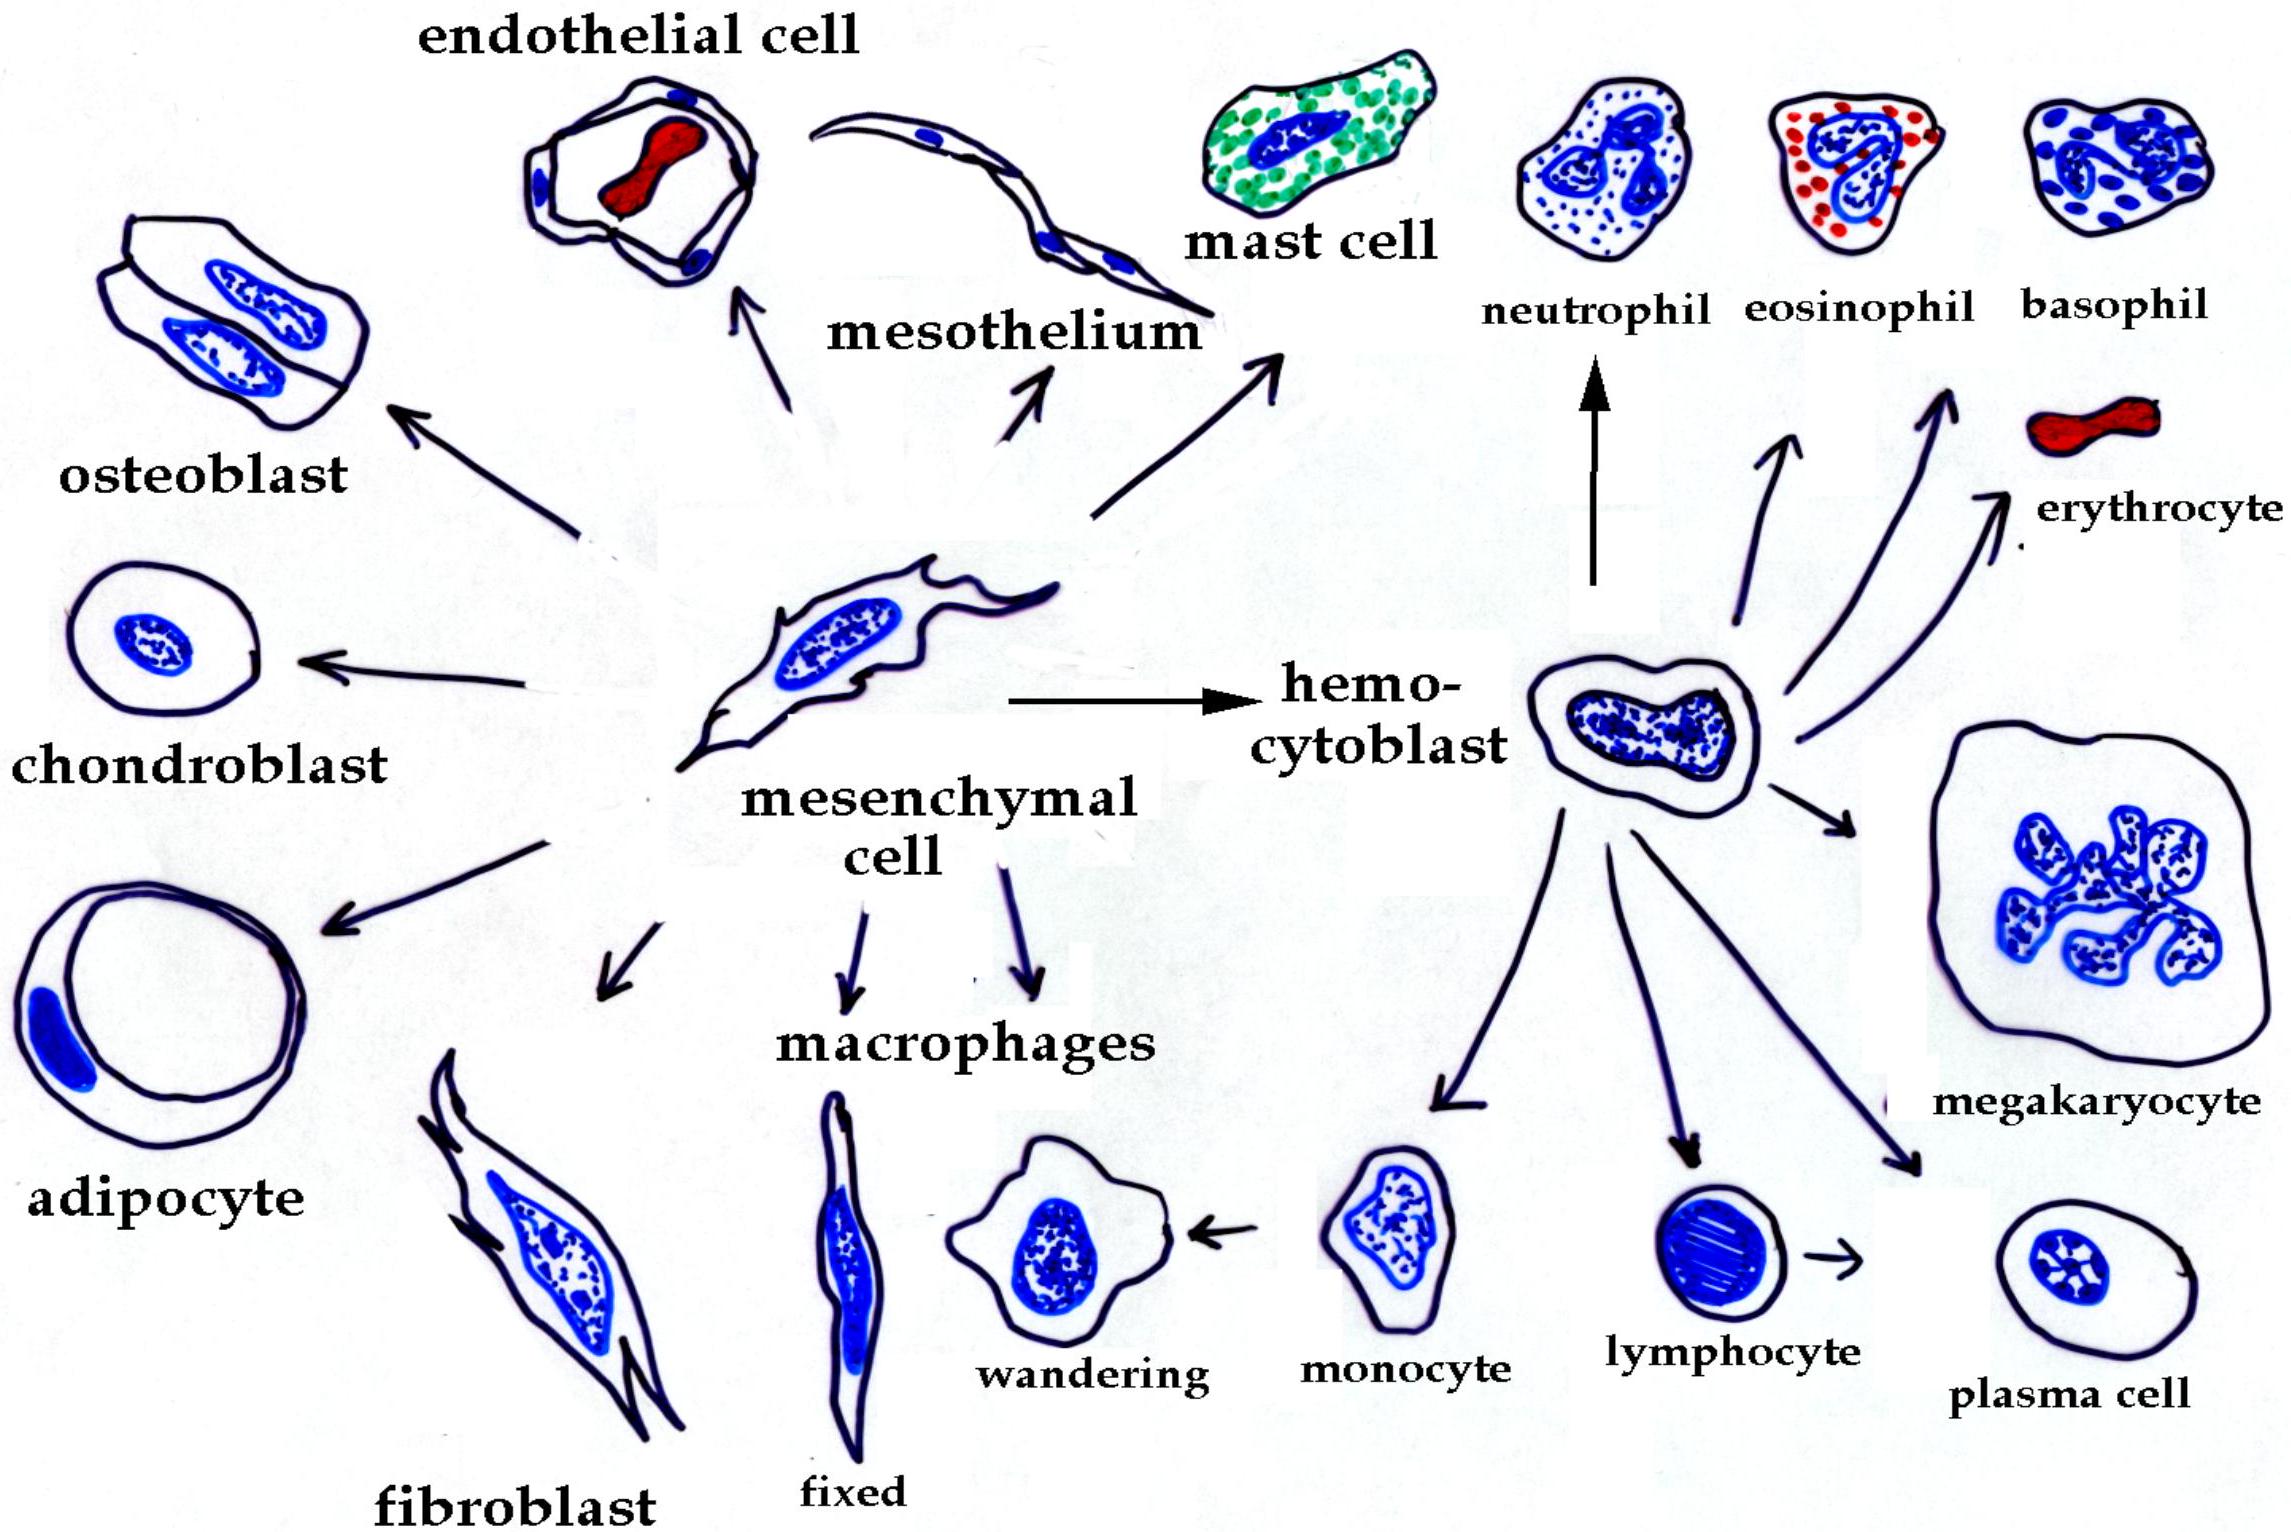 endothelial cell
mast cell
neutrophil
eosinophil
basophil
mesothelium
osteoblast
erythrocyte
chondroblast
hemo-
cytoblast
mesenchymal
cell
macrophages
megakaryocyte
adipocyte
wandering
monocyte
lymphocyte
plasma cell
fixed
fibroblast